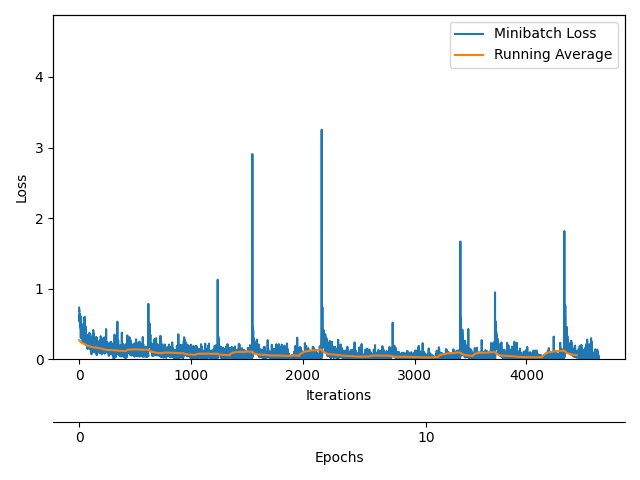 Minibatch Loss
Running Average
4
3
2
1
0
Loss
0 1000 2000 3000 4000
Iterations
0 10
Epochs